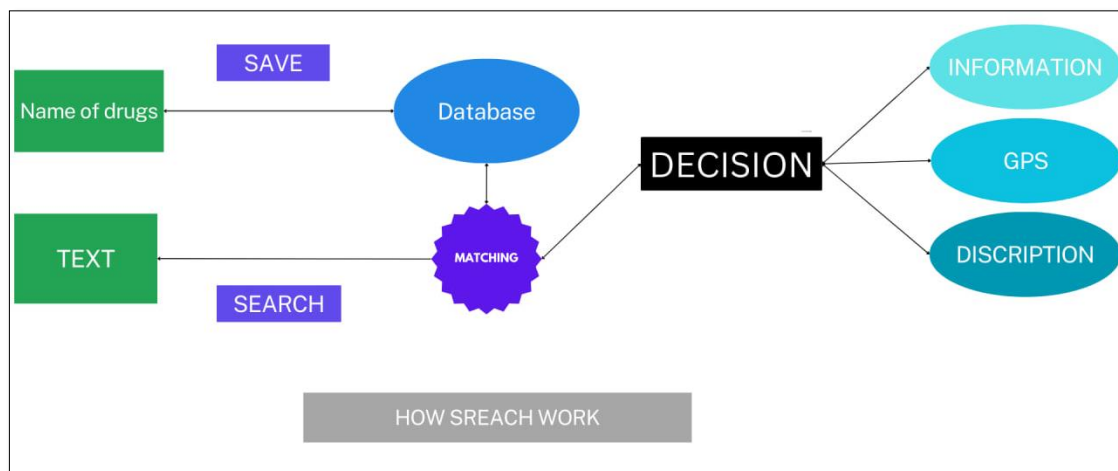 SAVE
Name of drugs
Database
DECISION
INFORMATION
GPS
DISCRIPTION
TEXT
MATCHING
SEARCH
HOW SREACH WORK